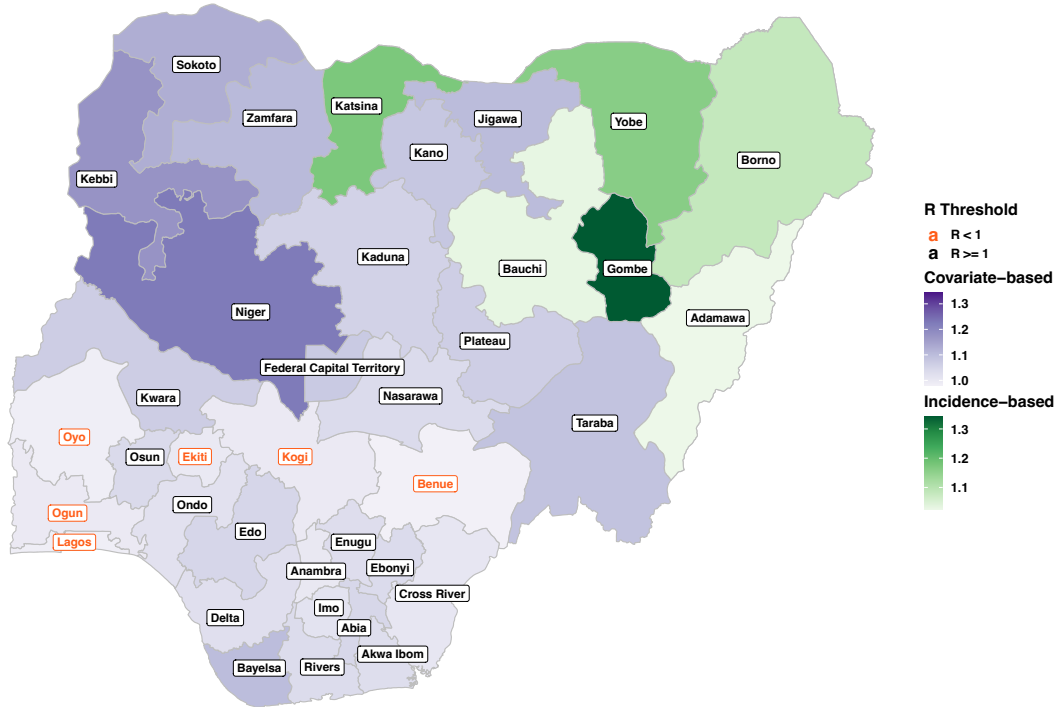 Sokoto
Katsina
Zamfara
Jigawa
Yobe
Kano
Borno
Kebbi
Kaduna
Bauchi
Gombe
Niger
Adamawa
Plateau
Federal Capital Territory
Kwara
Nasarawa
Taraba
Oyo
Osun
Ekiti
Kogi
Benue
Ogun
Ondo
Edo
Lagos
Enugu
Ebonyi
Anambra
Cross River
Imo
Delta
Abia
Akwa Ibom
Bayelsa
Rivers
R Threshold
a R < 1
a R >= 1
Covariate−based
1.3
1.2
1.1
1.0
Incidence−based
1.3
1.2
1.1